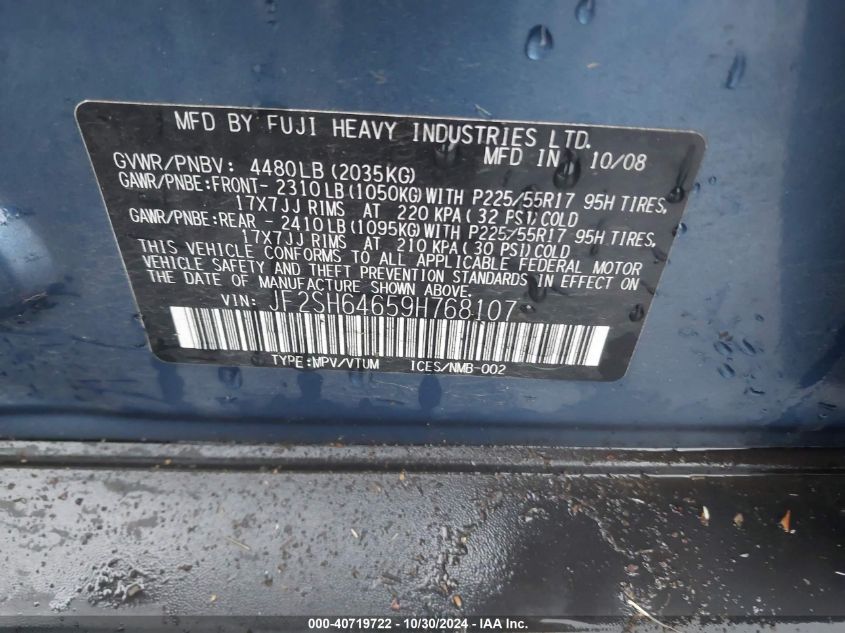 MFD BY FUJI HEAVY INDUSTRIES LTD.
MFD IN 10/08
GVWR/PNBV: 4480LB (2035KG)
GAWR/PNBE:FRONT- 2310LB (1050KG) WITH P225/55R17 95H TIRES,
17X7JJ RIMS AT 220 KPA (32 PSI) COLD
GAWR/PNBE: REAR - 2410LB (1095KG) WITH P225/55R17 95H TIRES,
17X7JJ RIMS AT 210 KPA (30 PSI) COLD
THIS VEHICLE CONFORMS TO ALL APPLICABLE FEDERAL MOTOR
VEHICLE SAFETY AND THEFT PREVENTION STANDARDS IN EFFECT ON
THE DATE OF MANUFACTURE SHOWN ABOVE.
VIN: JF2SH64659H768107
TYPE:MPV/VTUM ICES/NMB-002
000-40719722 - 10/30/2024 - IAA Inc.